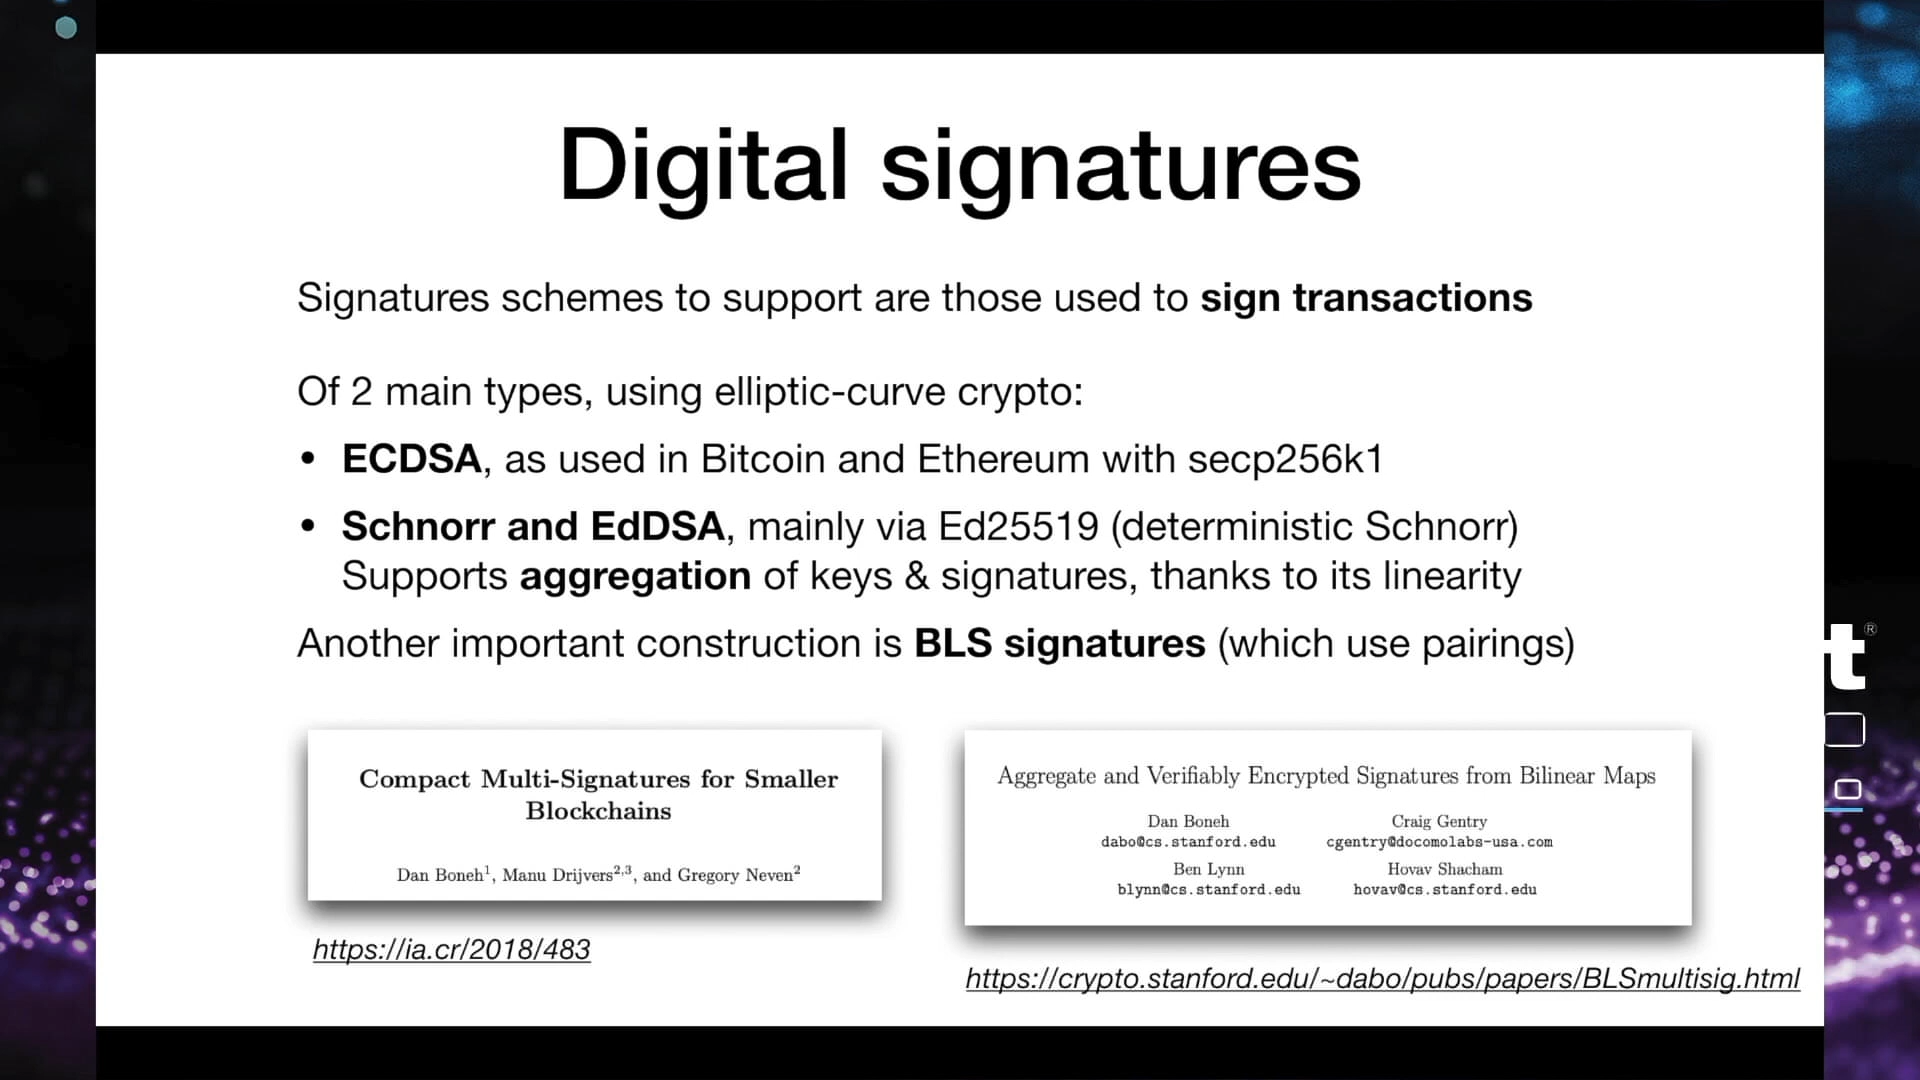 Digital signatures
Signatures schemes to support are those used to sign transactions
Of 2 main types, using elliptic-curve crypto:
• ECDSA, as used in Bitcoin and Ethereum with secp256k1
• Schnorr and EdDSA, mainly via Ed25519 (deterministic Schnorr)
Supports aggregation of keys & signatures, thanks to its linearity
Another important construction is BLS signatures (which use pairings)
Compact Multi-Signatures for Smaller
Blockchains
Dan Boneh¹, Manu Drijvers²,³, and Gregory Neven²
https://ia.cr/2018/483
Aggregate and Verifiably Encrypted Signatures from Bilinear Maps
Dan Boneh Craig Gentry
dabo@cs.stanford.edu cgentry@docomolabs-usa.com
Ben Lynn Hovav Shacham
blynn@cs.stanford.edu hovav@cs.stanford.edu
https://crypto.stanford.edu/~dabo/pubs/papers/BLSmultisig.html
t®